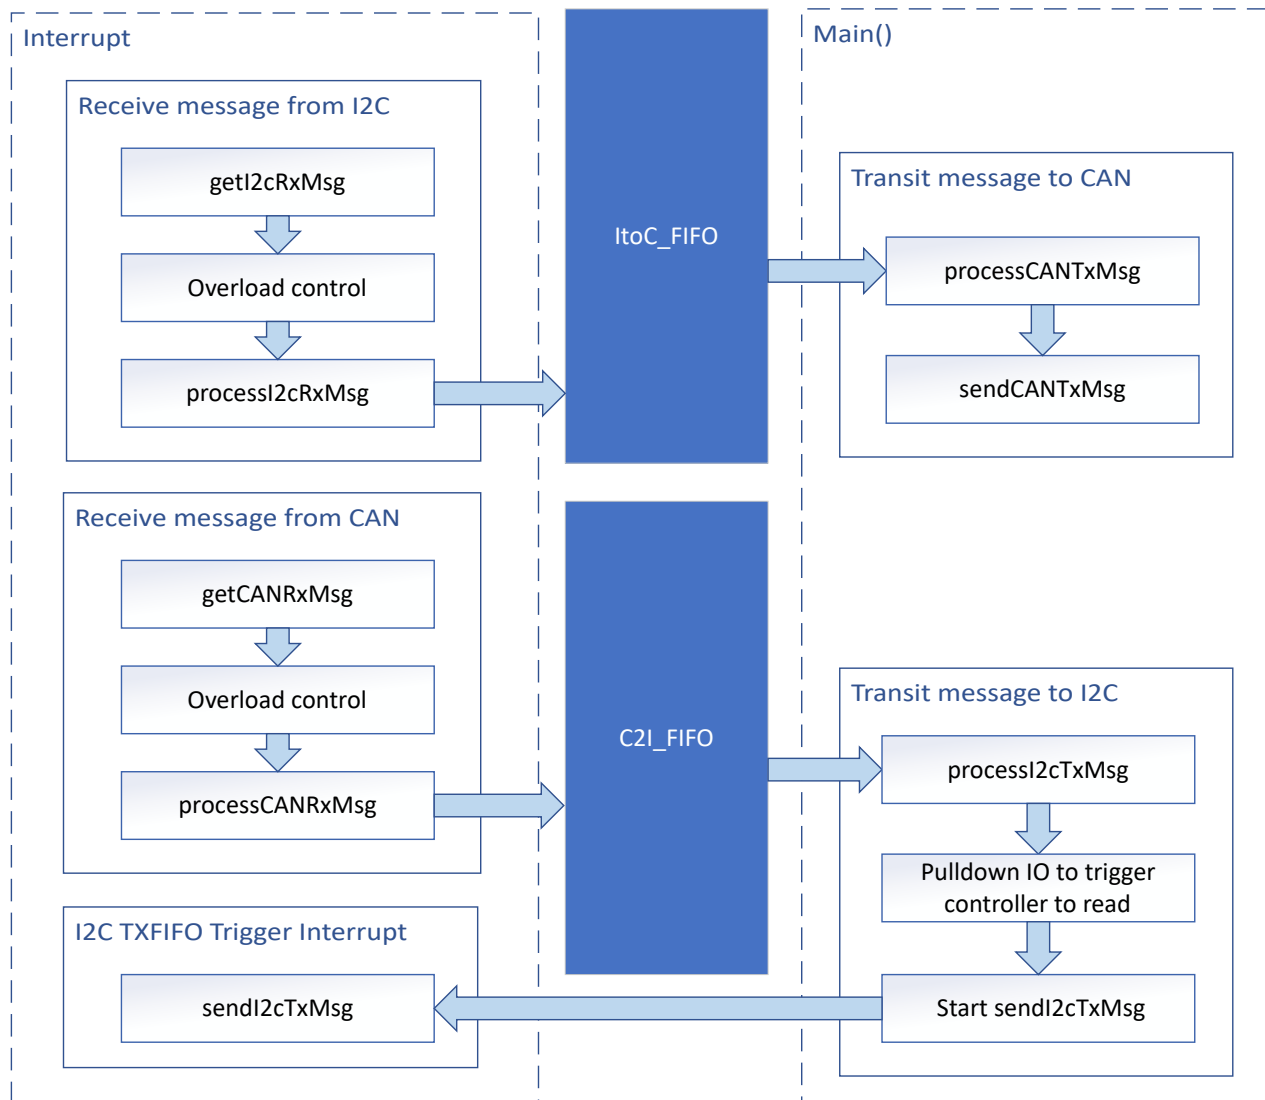 Interrupt
Receive message from I2C
getI2cRxMsg
Overload control
processI2cRxMsg
Receive message from CAN
getCANRxMsg
Overload control
processCANRxMsg
I2C TXFIFO Trigger Interrupt
sendI2cTxMsg
ItoC_FIFO
C2I_FIFO
Main()
Transit message to CAN
processCANTxMsg
sendCANTxMsg
Transit message to I2C
processI2cTxMsg
Pulldown IO to trigger
controller to read
Start sendI2cTxMsg